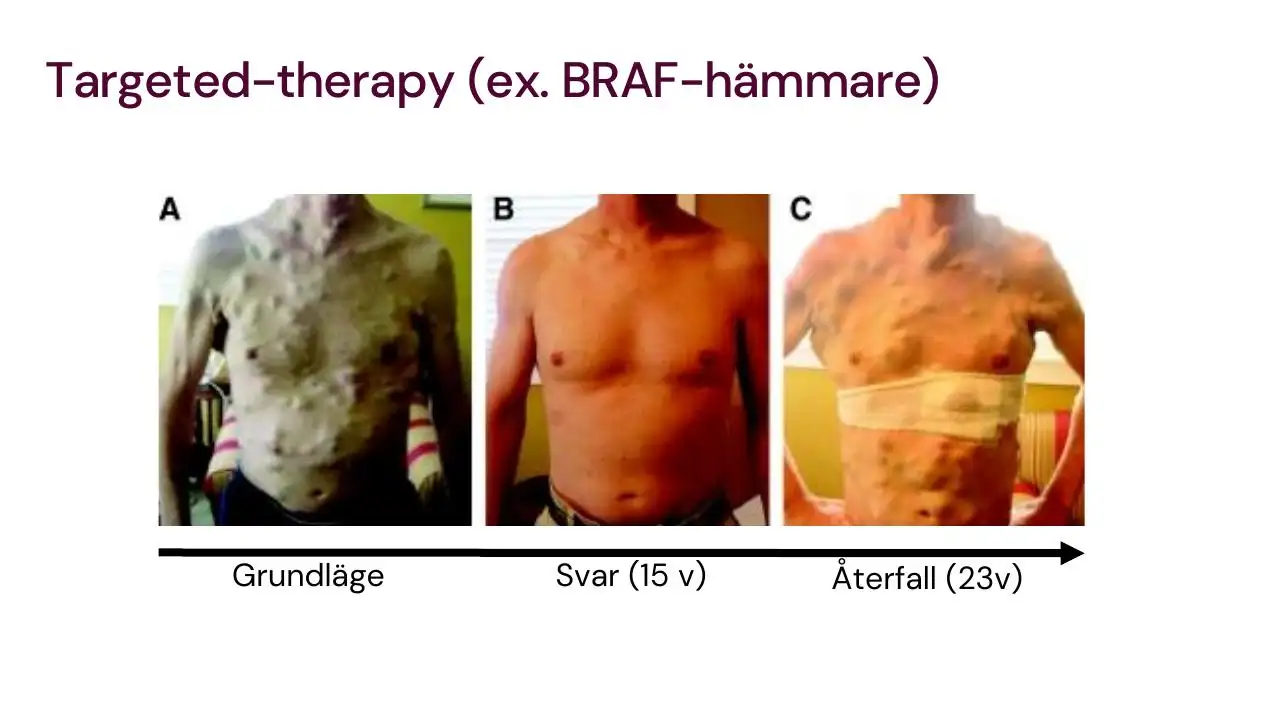 Targeted-therapy (ex. BRAF-hämmare)
A
B
C
Grundläge
Svar (15 v)
Återfall (23v)